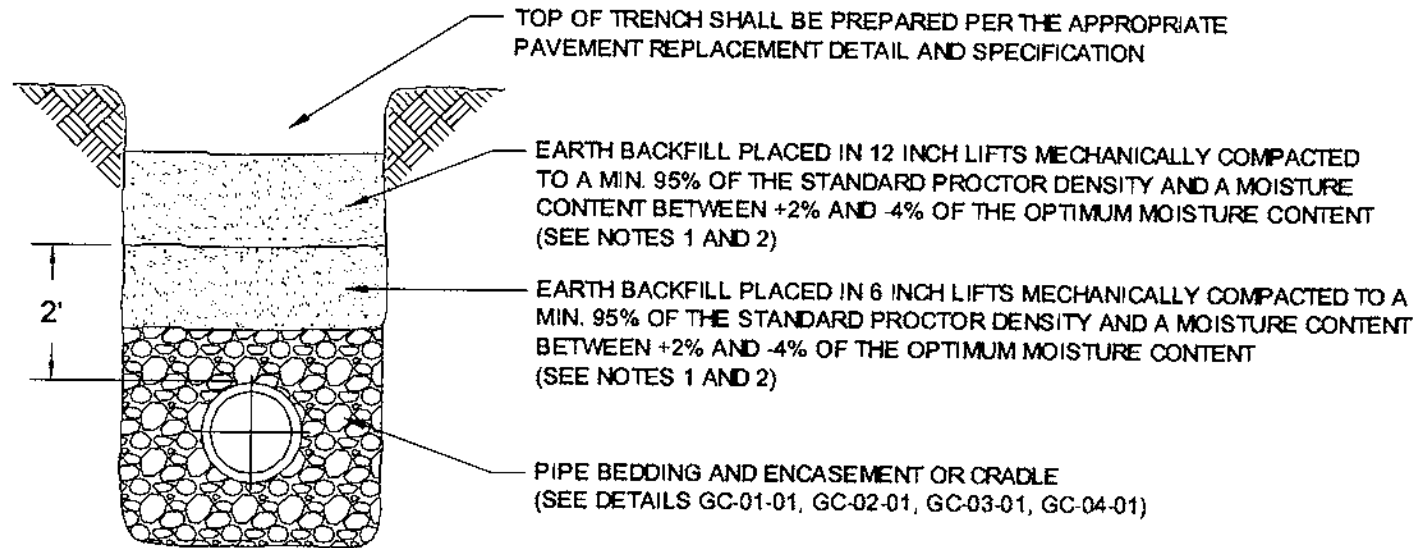 TOP OF TRENCH SHALL BE PREPARED PER THE APPROPRIATE
PAVEMENT REPLACEMENT DETAIL AND SPECIFICATION
EARTH BACKFILL PLACED IN 12 INCH LIFTS MECHANICALLY COMPACTED
TO A MIN. 95% OF THE STANDARD PROCTOR DENSITY AND A MOISTURE
CONTENT BETWEEN +2% AND -4% OF THE OPTIMUM MOISTURE CONTENT
(SEE NOTES 1 AND 2)
2'
EARTH BACKFILL PLACED IN 6 INCH LIFTS MECHANICALLY COMPACTED TO A
MIN. 95% OF THE STANDARD PROCTOR DENSITY AND A MOISTURE CONTENT
BETWEEN +2% AND -4% OF THE OPTIMUM MOISTURE CONTENT
(SEE NOTES 1 AND 2)
PIPE BEDDING AND ENCASEMENT OR CRADLE
(SEE DETAILS GC-01-01, GC-02-01, GC-03-01, GC-04-01)